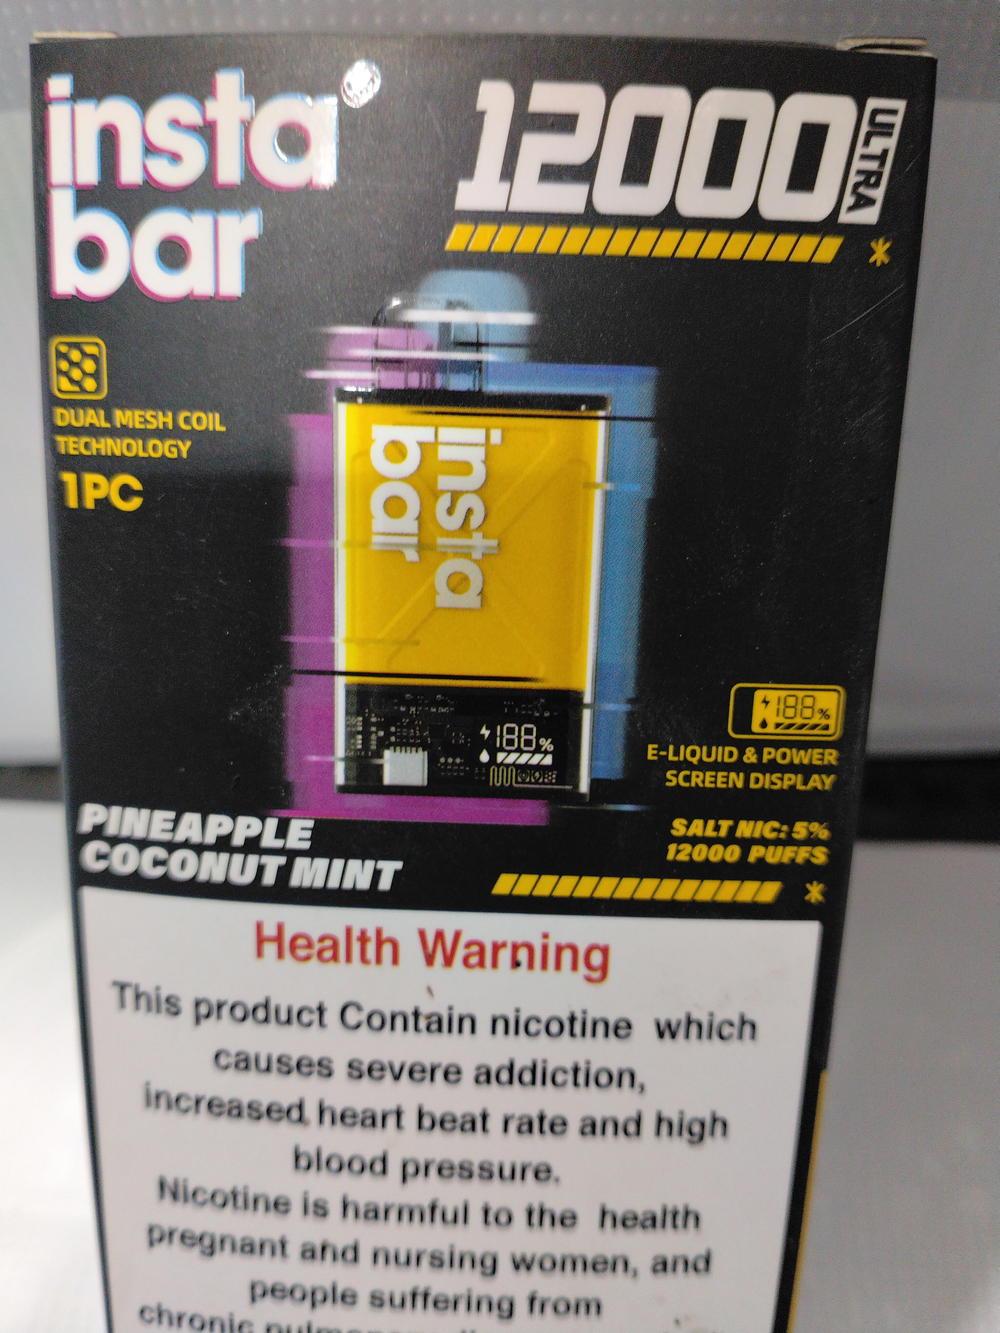 insta
bar
12000
ULTRA
DUAL MESH COIL
TECHNOLOGY
1PC
insta
bar
188%
188%
E-LIQUID & POWER
SCREEN DISPLAY
PINEAPPLE
COCONUT MINT
SALT NIC: 5%
12000 PUFFS
Health Warning
This product Contain nicotine which
causes severe addiction,
increased heart beat rate and high
blood pressure.
Nicotine is harmful to the health
pregnant and nursing women, and
people suffering from
chronic